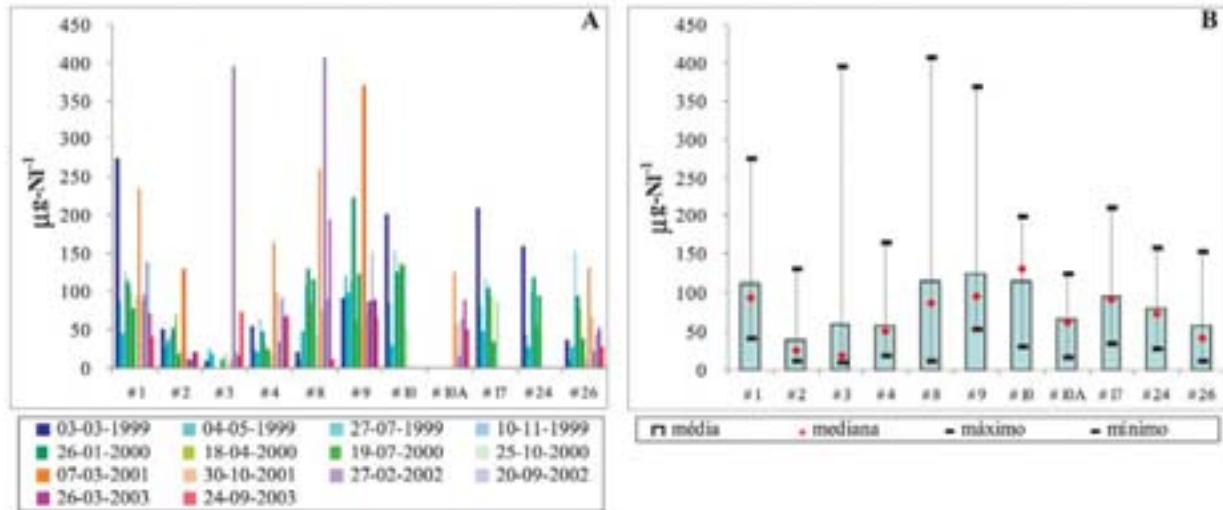 A
450
400
350
300
250
200
150
100
50
0
µg-Nl⁻¹
#1 #2 #3 #4 #8 #9 #10 #10A #17 #24 #26
03-03-1999 04-05-1999 27-07-1999 10-11-1999
26-01-2000 18-04-2000 19-07-2000 25-10-2000
07-03-2001 30-10-2001 27-02-2002 20-09-2002
26-03-2003 24-09-2003
B
450
400
350
300
250
200
150
100
50
0
µg-Nl⁻¹
#1 #2 #3 #4 #8 #9 #10 #10A #17 #24 #26
média mediana máximo mínimo